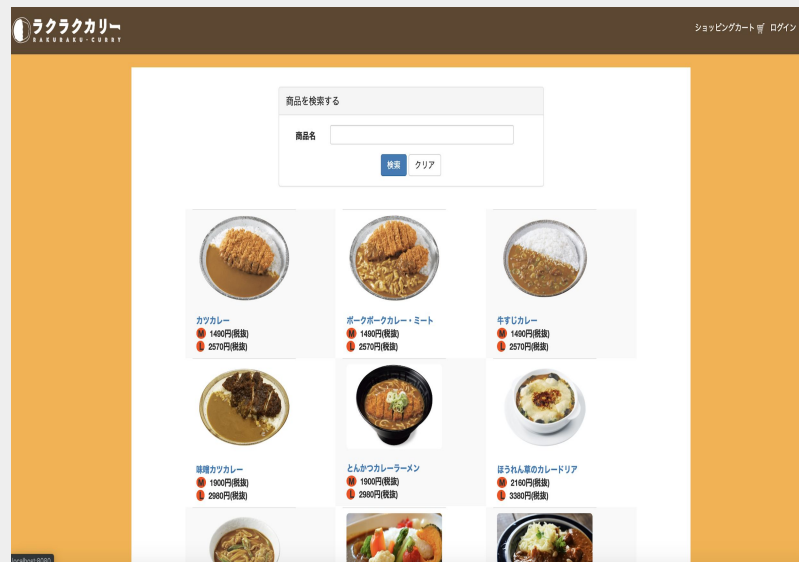 ラクラクカリー
RAKURAKU-CURRY
ショッピングカート ログイン
商品を検索する
商品名
検索 クリア
カツカレー
M 1490円(税抜)
L 2570円(税抜)
ポークポークカレー・ミート
M 1490円(税抜)
L 2570円(税抜)
牛すじカレー
M 1490円(税抜)
L 2570円(税抜)
味噌カツカレー
M 1900円(税抜)
L 2980円(税抜)
とんかつカレーラーメン
M 1900円(税抜)
L 2980円(税抜)
ほうれん草のカレードリア
M 2160円(税抜)
L 3380円(税抜)
localhost:8080